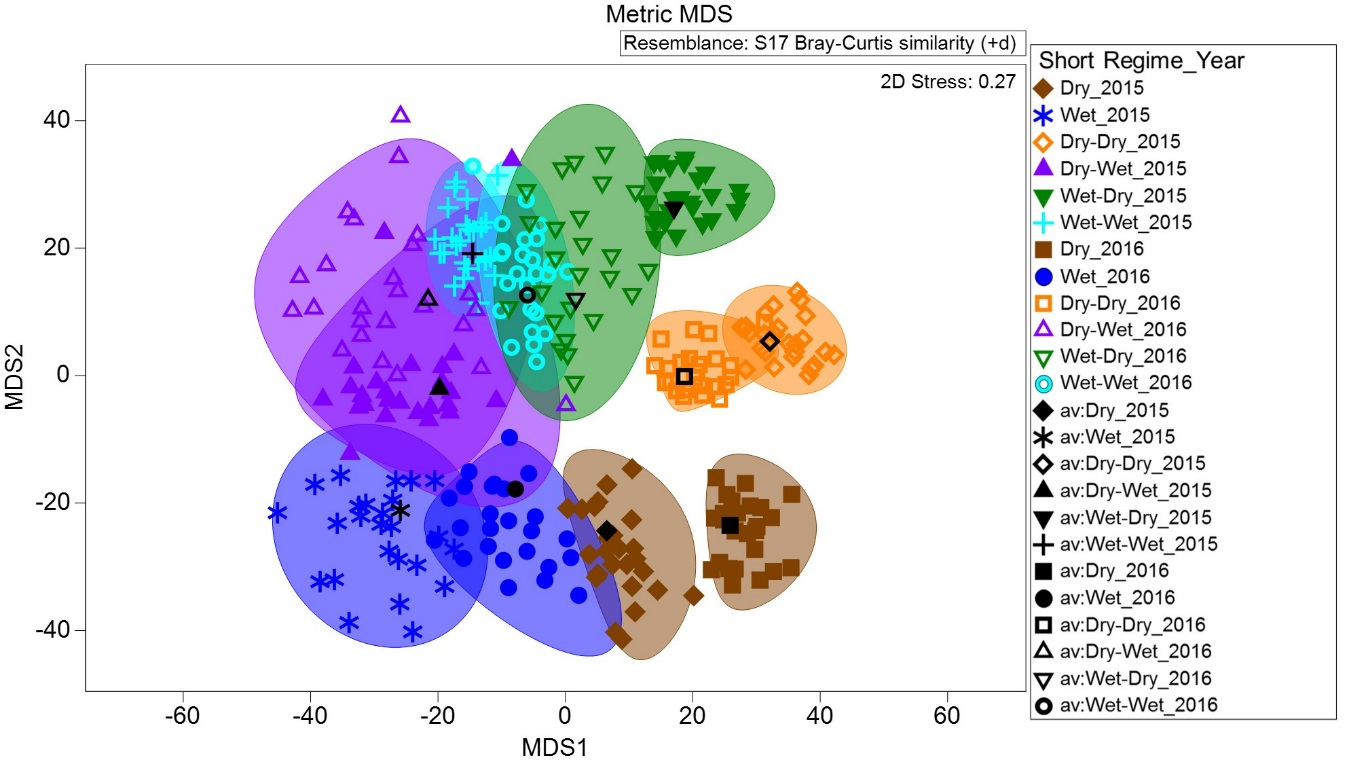 Metric MDS
Resemblance: S17 Bray-Curtis similarity (+d)
2D Stress: 0.27
40
20
0
-20
-40
MDS2
-60
-40
-20
0
20
40
60
MDS1
Short Regime_Year
Dry_2015
Wet_2015
Dry-Dry_2015
Dry-Wet_2015
Wet-Dry_2015
Wet-Wet_2015
Dry_2016
Wet_2016
Dry-Dry_2016
Dry-Wet_2016
Wet-Dry_2016
Wet-Wet_2016
av:Dry_2015
av:Wet_2015
av:Dry-Dry_2015
av:Dry-Wet_2015
av:Wet-Dry_2015
av:Wet-Wet_2015
av:Dry_2016
av:Wet_2016
av:Dry-Dry_2016
av:Dry-Wet_2016
av:Wet-Dry_2016
av:Wet-Wet_2016